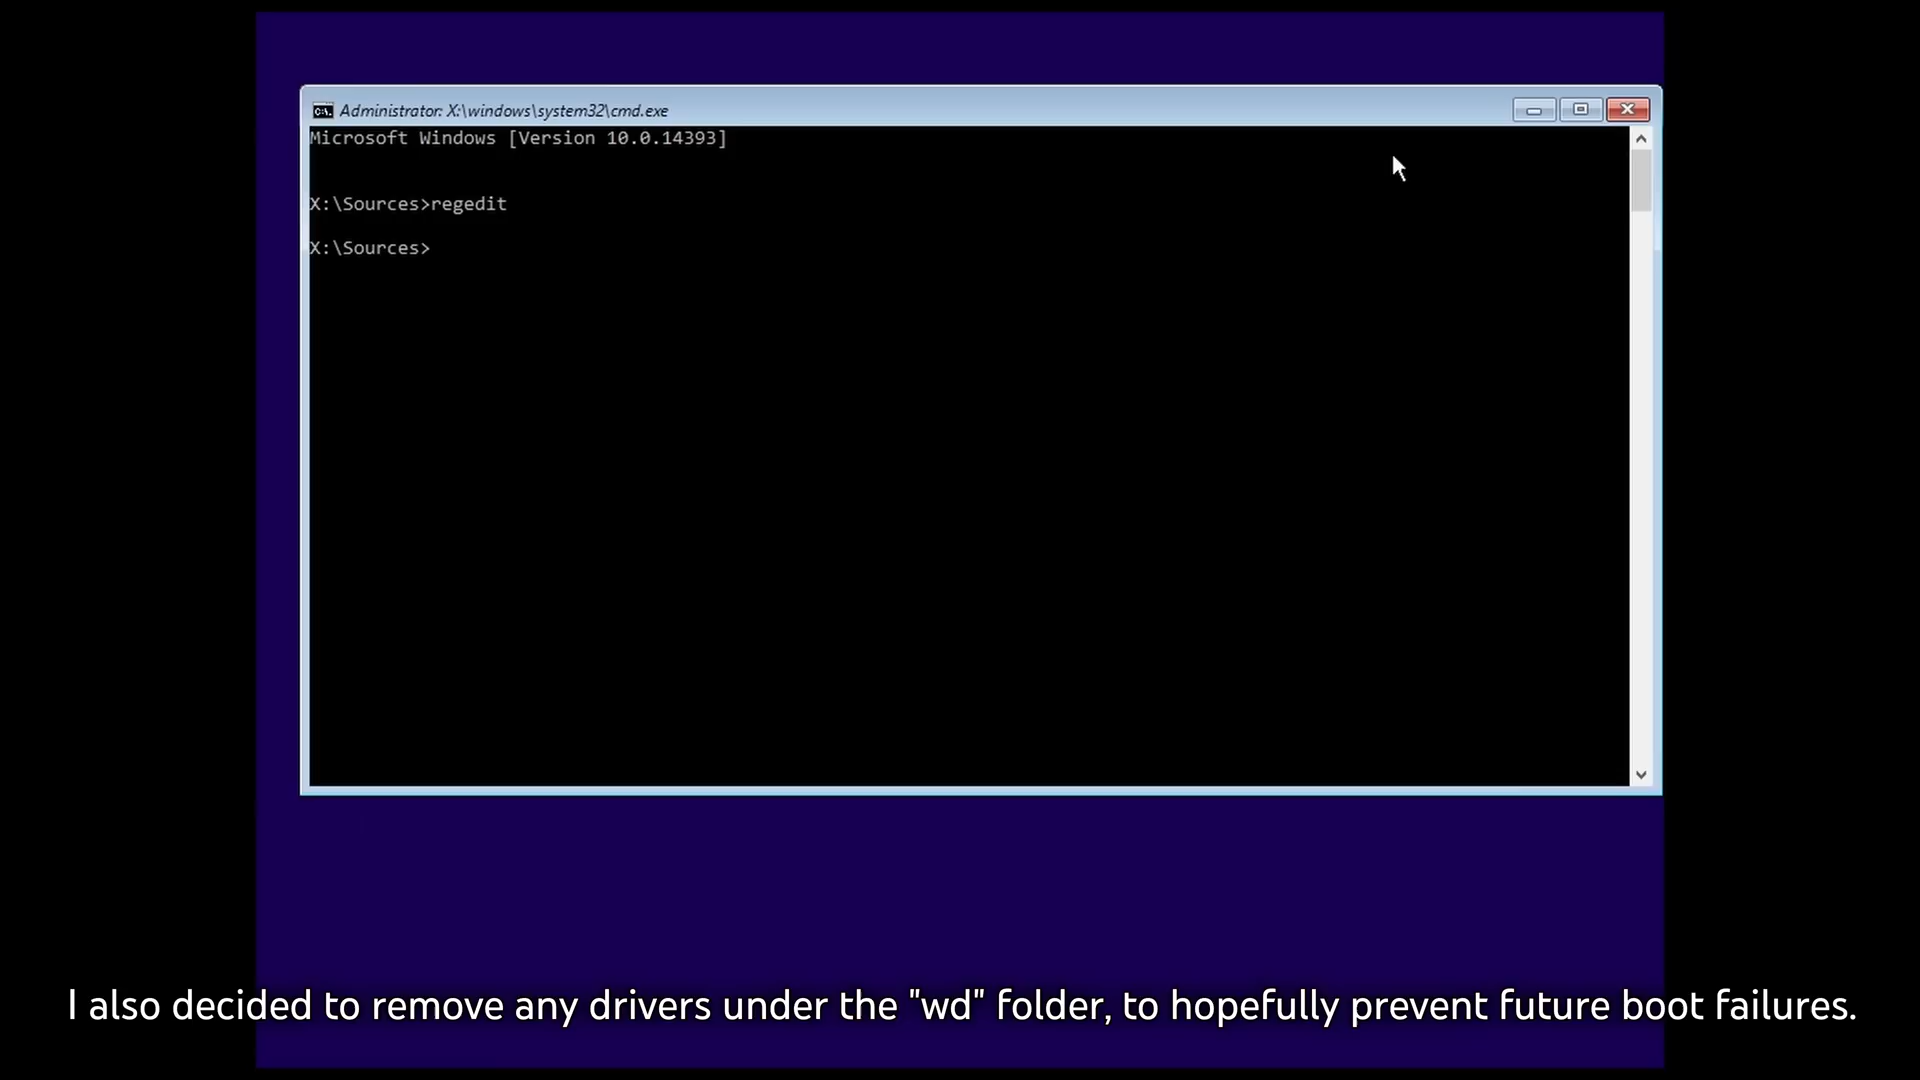 Administrator: X:\windows\system32\cmd.exe
Microsoft Windows [Version 10.0.14393]
X:\Sources>regedit
X:\Sources>
I also decided to remove any drivers under the "wd" folder, to hopefully prevent future boot failures.